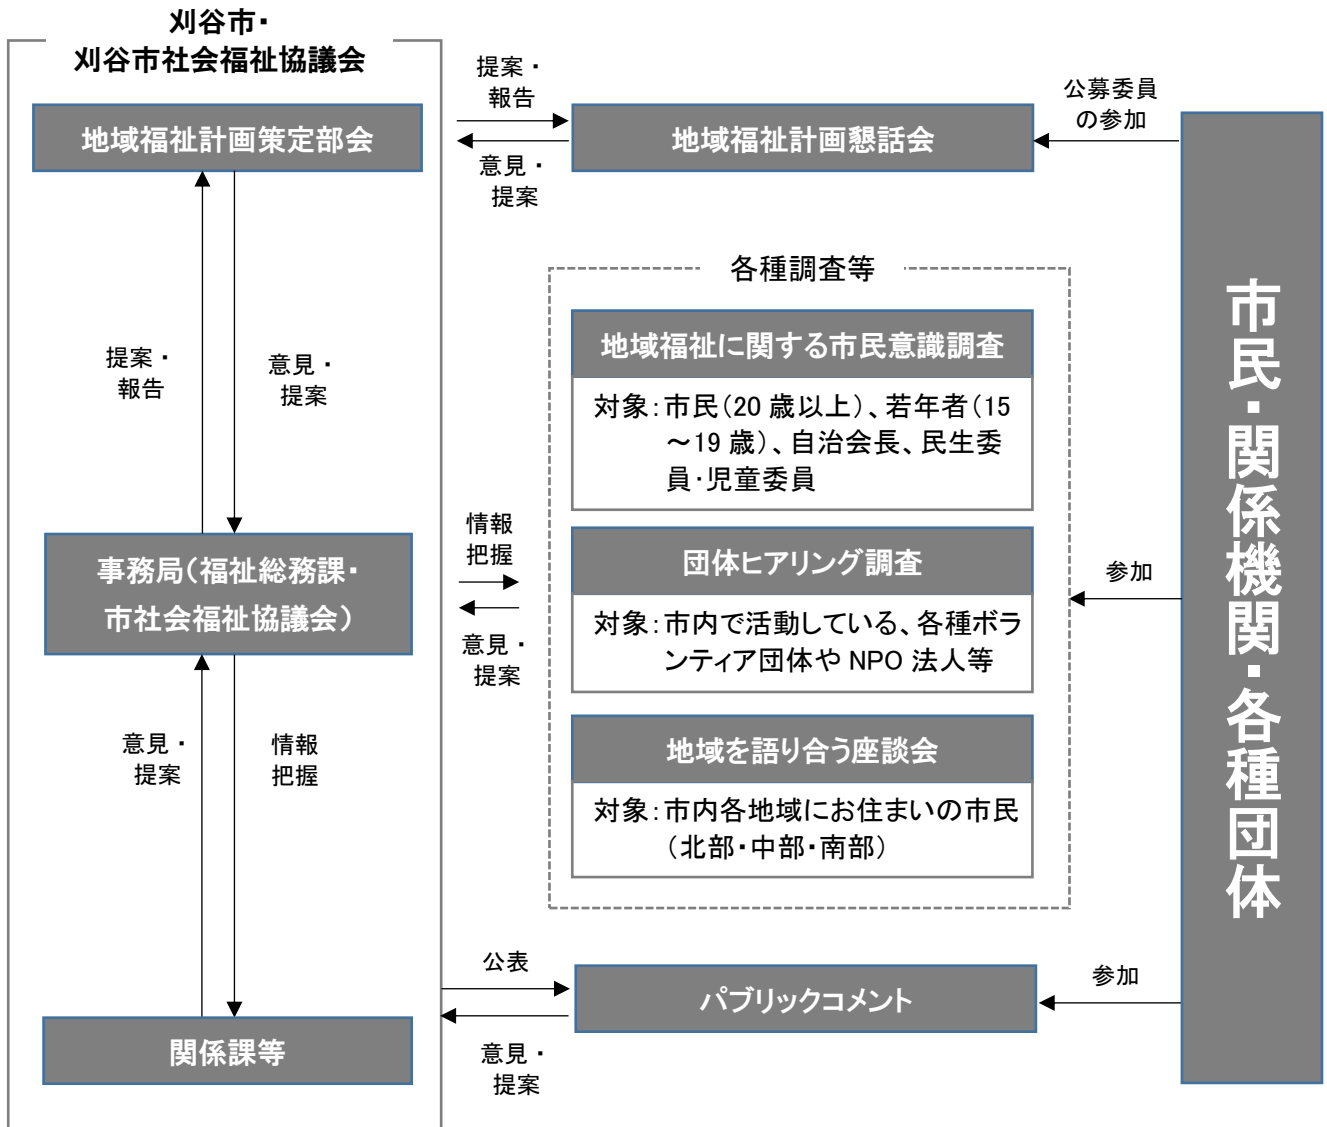 刈谷市・
刈谷市社会福祉協議会
地域福祉計画策定部会
提案・
報告
意見・
提案
地域福祉計画懇話会
公募委員
の参加
提案・
報告
意見・
提案
各種調査等
地域福祉に関する市民意識調査
対象：市民（20 歳以上）、若年者（15
～19 歳）、自治会長、民生委
員・児童委員
事務局（福祉総務課・
市社会福祉協議会）
情報
把握
意見・
提案
団体ヒアリング調査
対象：市内で活動している、各種ボラ
ンティア団体や NPO 法人等
参加
意見・
提案
情報
把握
地域を語り合う座談会
対象：市内各地域にお住まいの市民
（北部・中部・南部）
関係課等
公表
意見・
提案
パブリックコメント
参加
市民・関係機関・各種団体